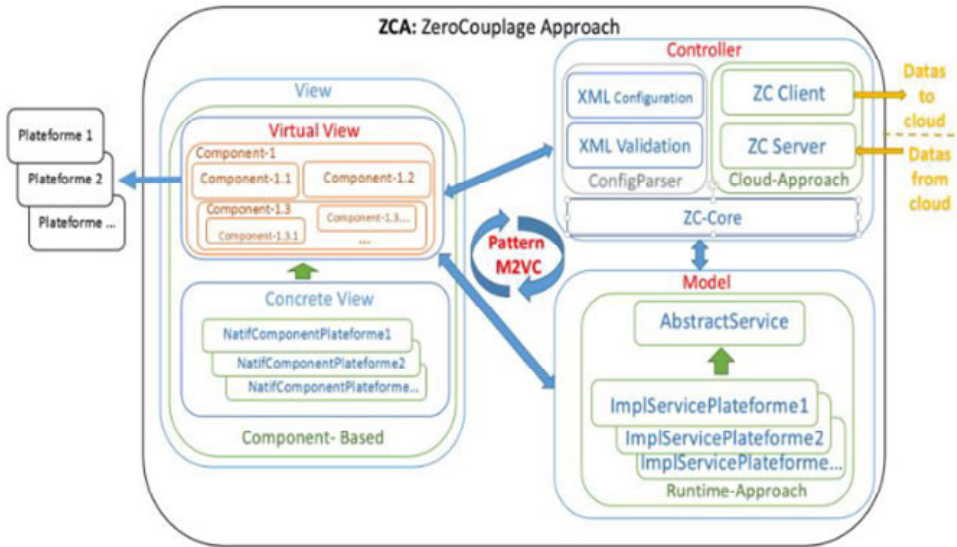 ZCA: ZeroCouplage Approach
Plateforme 1
Plateforme 2
Plateforme ...
View
Virtual View
Component-1
Component-1.1
Component-1.2
Component-1.3
Component-1.3....
Component-1.3.1
...
Concrete View
NatifComponentPlateforme1
NatifComponentPlateforme2
NatifComponentPlateforme...
Component- Based
Pattern
M2VC
Controller
XML Configuration
XML Validation
ConfigParser
ZC Client
ZC Server
Cloud-Approach
ZC-Core
Datas
to
cloud
Datas
from
cloud
Model
AbstractService
ImplServicePlateforme1
ImplServicePlateforme2
ImplServicePlateforme...
Runtime-Approach